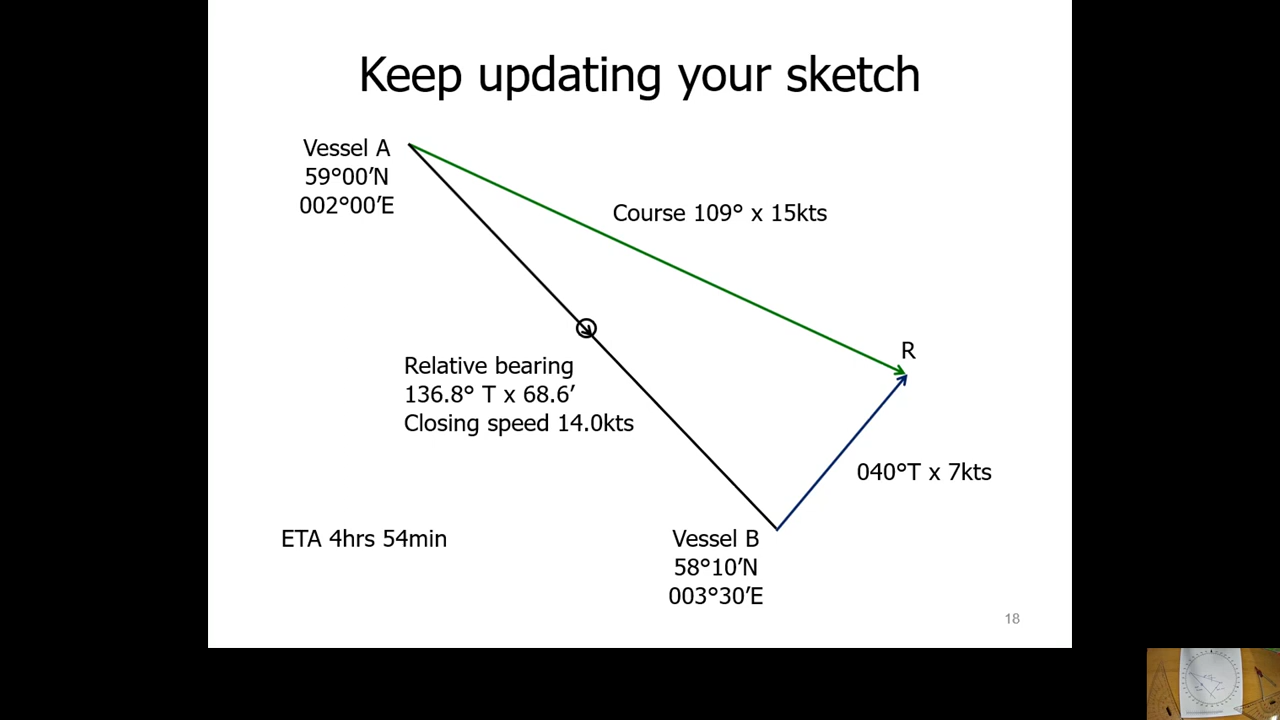 Keep updating your sketch
Vessel A
59°00’N
002°00’E
Course 109° x 15kts
R
Relative bearing
136.8° T x 68.6’
Closing speed 14.0kts
040°T x 7kts
ETA 4hrs 54min
Vessel B
58°10’N
003°30’E
18